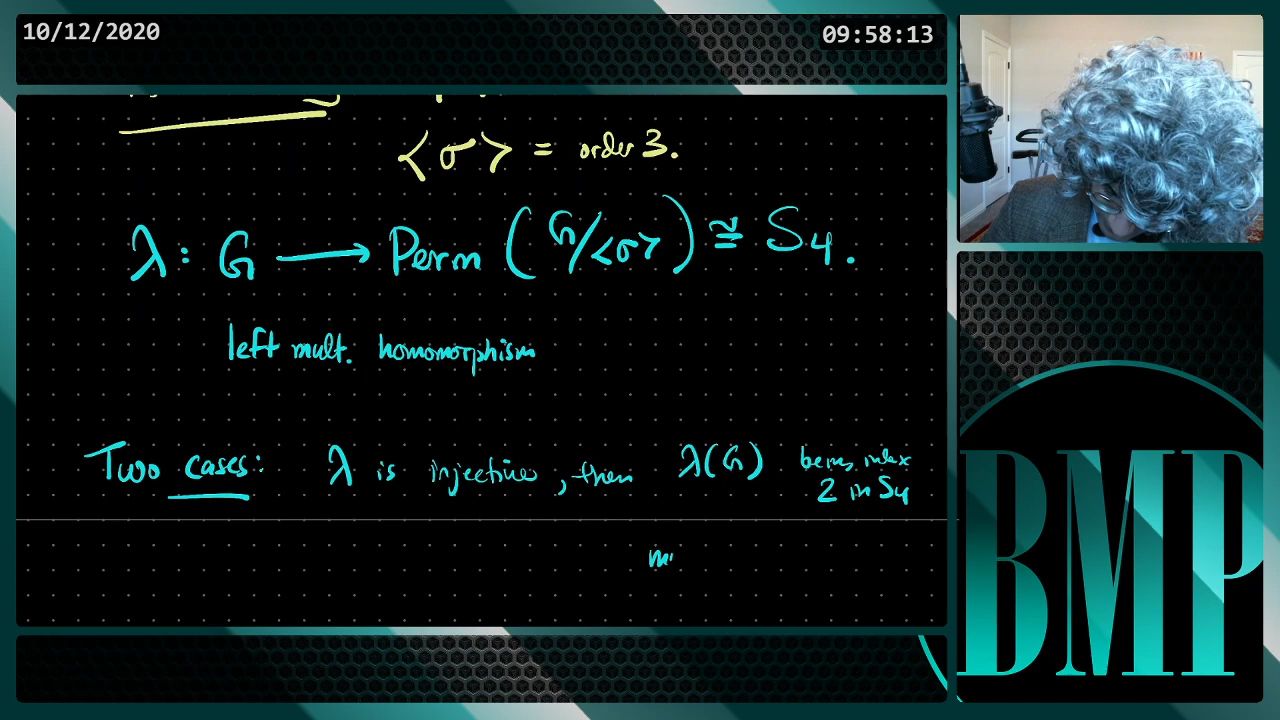 10/12/2020
09:58:13
<σ> = order 3.
λ: G ⟶ Perm (G/<σ>) ≅ S4.
left mult. homomorphism
Two cases: λ is injective, then λ(G) being index
2 in S4
BMP